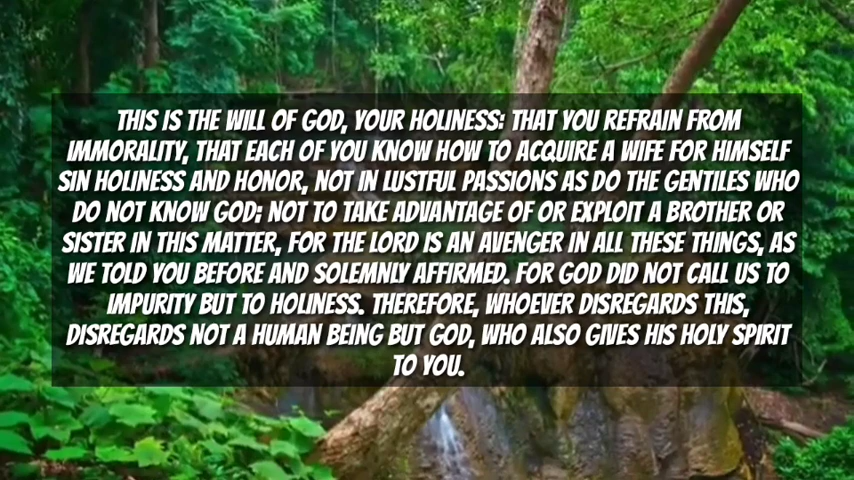 THIS IS THE WILL OF GOD, YOUR HOLINESS: THAT YOU REFRAIN FROM
IMMORALITY, THAT EACH OF YOU KNOW HOW TO ACQUIRE A WIFE FOR HIMSELF
SIN HOLINESS AND HONOR, NOT IN LUSTFUL PASSIONS AS DO THE GENTILES WHO
DO NOT KNOW GOD; NOT TO TAKE ADVANTAGE OF OR EXPLOIT A BROTHER OR
SISTER IN THIS MATTER, FOR THE LORD IS AN AVENGER IN ALL THESE THINGS, AS
WE TOLD YOU BEFORE AND SOLEMNLY AFFIRMED. FOR GOD DID NOT CALL US TO
IMPURITY BUT TO HOLINESS. THEREFORE, WHOEVER DISREGARDS THIS,
DISREGARDS NOT A HUMAN BEING BUT GOD, WHO ALSO GIVES HIS HOLY SPIRIT
TO YOU.